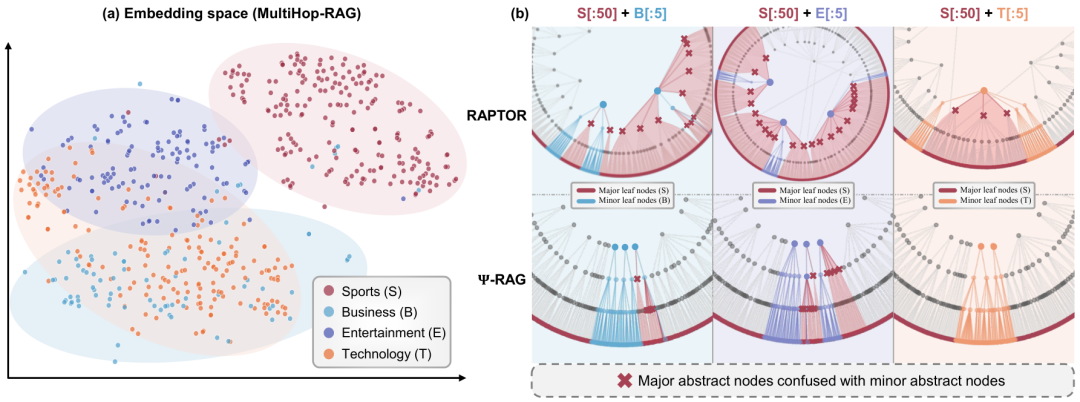 (a) Embedding space (MultiHop-RAG)
Sports (S)
Business (B)
Entertainment (E)
Technology (T)
(b)
S[:50] + B[:5]
S[:50] + E[:5]
S[:50] + T[:5]
RAPTOR
Major leaf nodes (S)
Minor leaf nodes (B)
Major leaf nodes (S)
Minor leaf nodes (E)
Major leaf nodes (S)
Minor leaf nodes (T)
Ψ-RAG
Major abstract nodes confused with minor abstract nodes